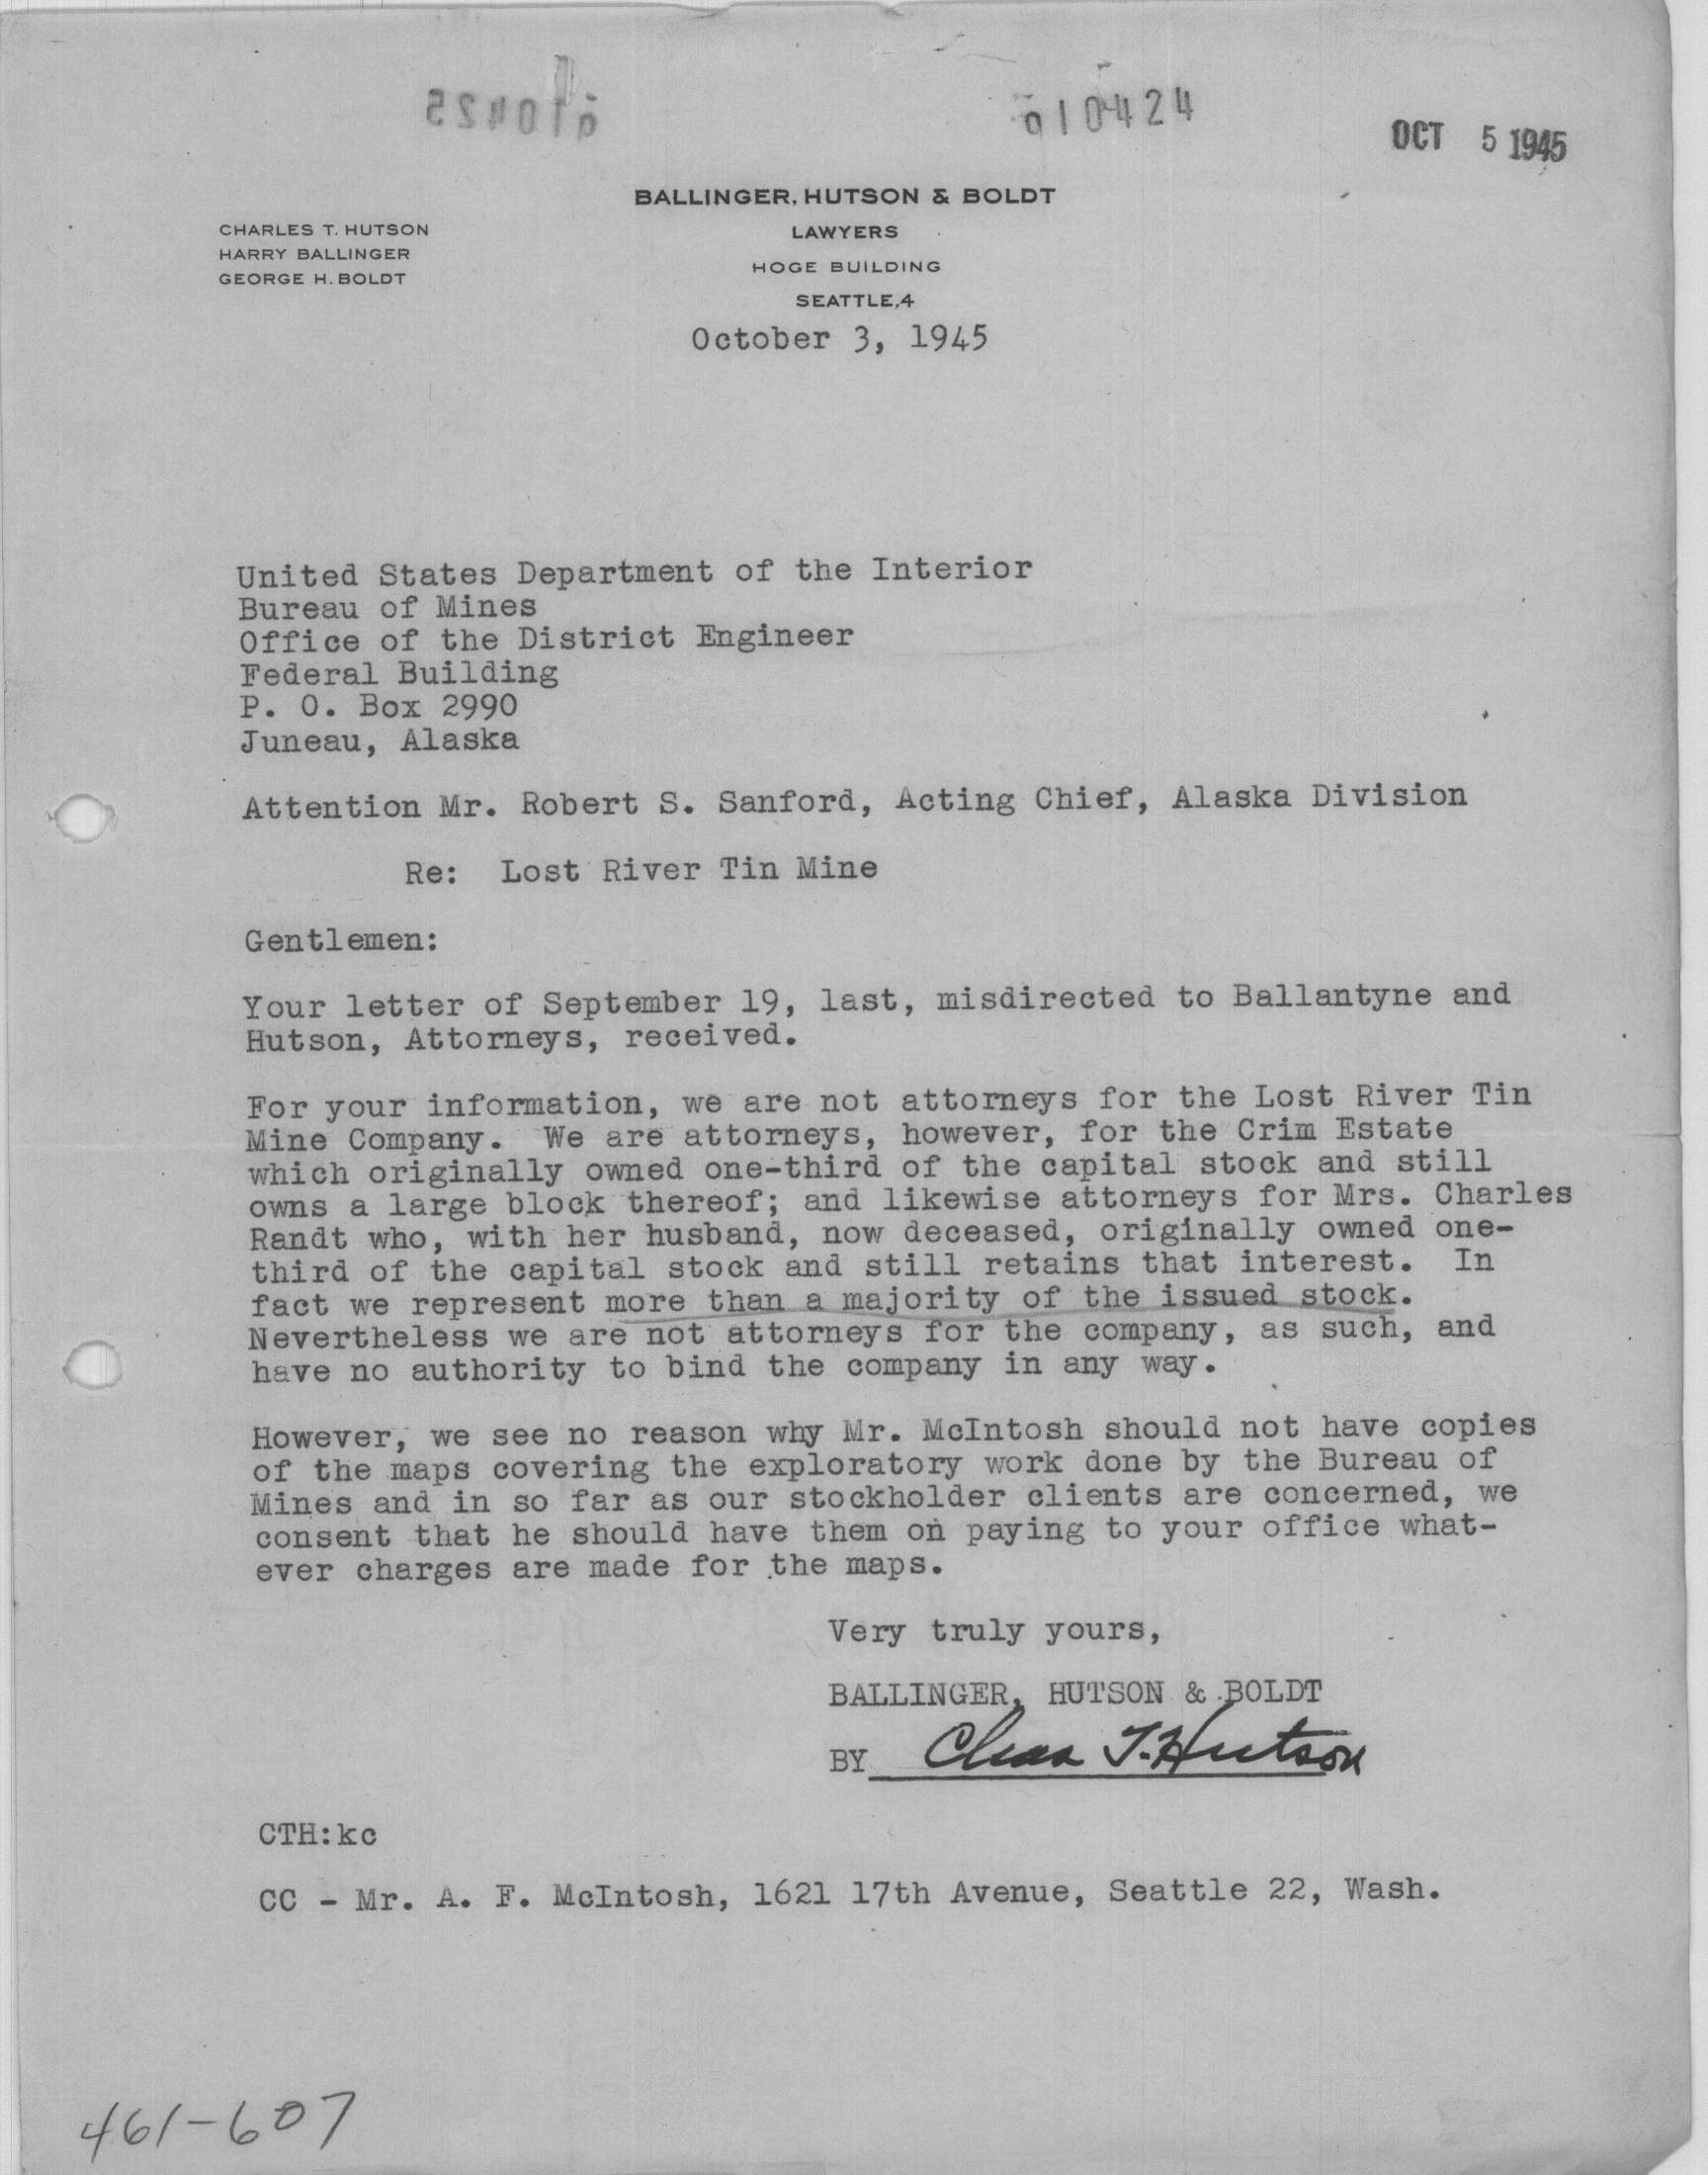 010425
010424
OCT 5 1945
BALLINGER, HUTSON & BOLDT
LAWYERS
HOGE BUILDING
SEATTLE,4
CHARLES T. HUTSON
HARRY BALLINGER
GEORGE H. BOLDT
October 3, 1945
United States Department of the Interior
Bureau of Mines
Office of the District Engineer
Federal Building
P. O. Box 2990
Juneau, Alaska
Attention Mr. Robert S. Sanford, Acting Chief, Alaska Division
Re: Lost River Tin Mine
Gentlemen:
Your letter of September 19, last, misdirected to Ballantyne and
Hutson, Attorneys, received.
For your information, we are not attorneys for the Lost River Tin
Mine Company. We are attorneys, however, for the Crim Estate
which originally owned one-third of the capital stock and still
owns a large block thereof; and likewise attorneys for Mrs. Charles
Randt who, with her husband, now deceased, originally owned one-
third of the capital stock and still retains that interest. In
fact we represent more than a majority of the issued stock.
Nevertheless we are not attorneys for the company, as such, and
have no authority to bind the company in any way.
However, we see no reason why Mr. McIntosh should not have copies
of the maps covering the exploratory work done by the Bureau of
Mines and in so far as our stockholder clients are concerned, we
consent that he should have them on paying to your office what-
ever charges are made for the maps.
Very truly yours,
BALLINGER, HUTSON & BOLDT
BY Chas T. Hutson
CTH:kc
CC - Mr. A. F. McIntosh, 1621 17th Avenue, Seattle 22, Wash.
461-607